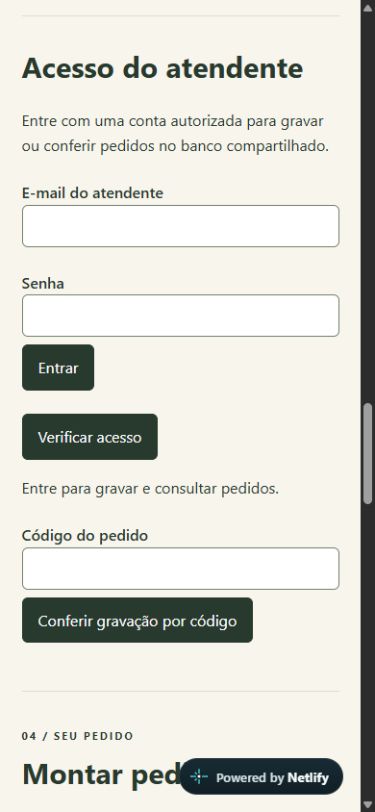 Acesso do atendente
Entre com uma conta autorizada para gravar
ou conferir pedidos no banco compartilhado.
E-mail do atendente
Senha
Entrar
Verificar acesso
Entre para gravar e consultar pedidos.
Código do pedido
Conferir gravação por código
04 / SEU PEDIDO
Montar ped
Powered by Netlify